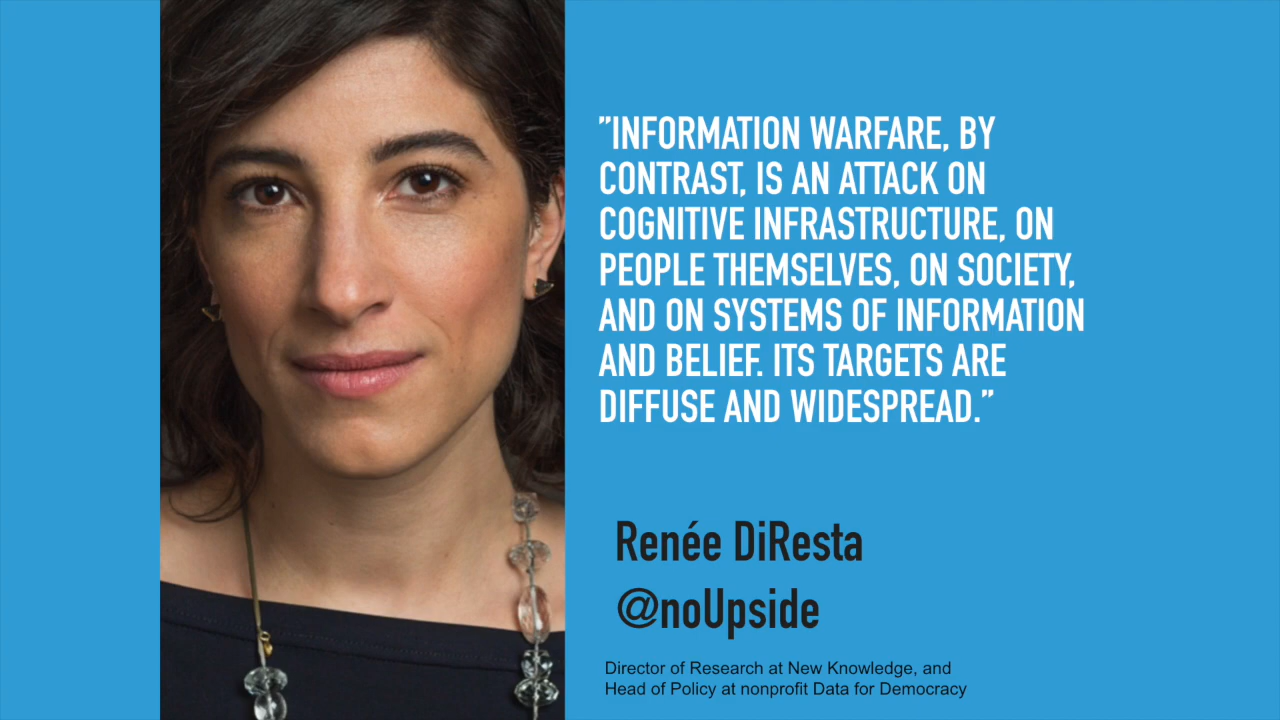 ”INFORMATION WARFARE, BY
CONTRAST, IS AN ATTACK ON
COGNITIVE INFRASTRUCTURE, ON
PEOPLE THEMSELVES, ON SOCIETY,
AND ON SYSTEMS OF INFORMATION
AND BELIEF. ITS TARGETS ARE
DIFFUSE AND WIDESPREAD.”
Renée DiResta
@noUpside
Director of Research at New Knowledge, and
Head of Policy at nonprofit Data for Democracy